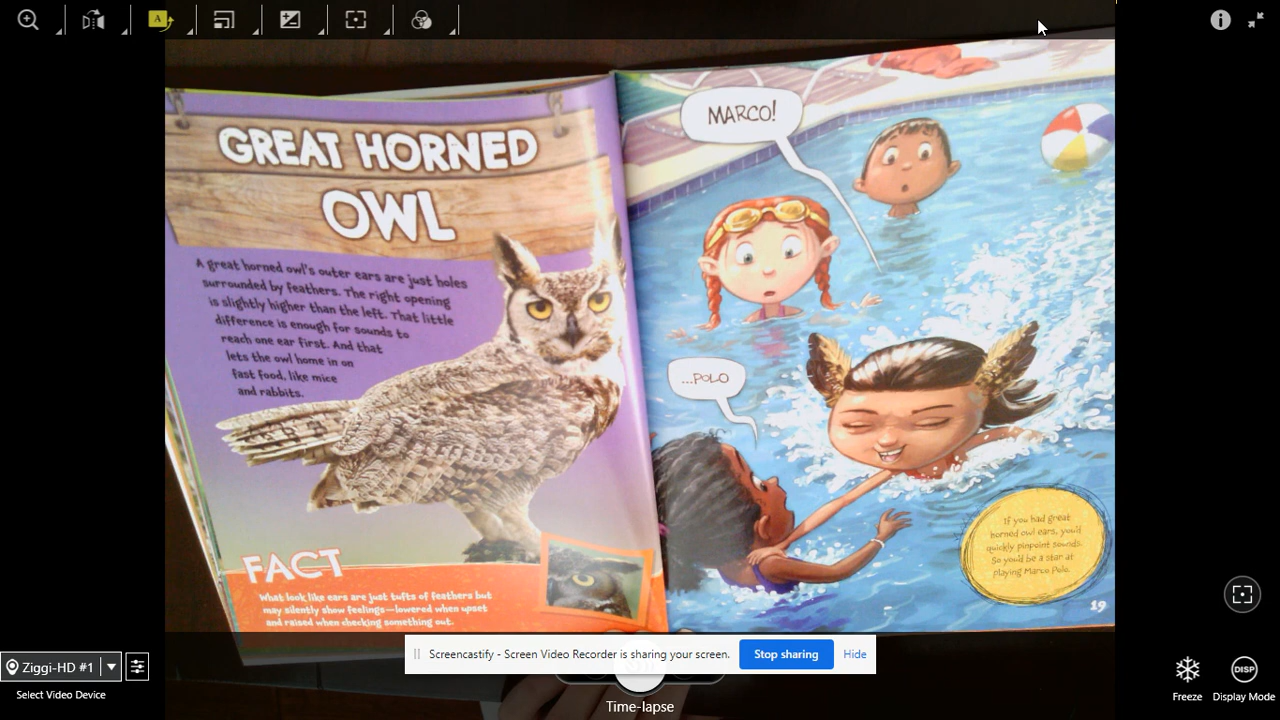 GREAT HORNED
OWL
A great horned owl's outer ears are just holes
surrounded by feathers. The right opening
is slightly higher than the left. That little
difference is enough for sounds to
reach one ear first. And that
lets the owl home in on
fast food, like mice
and rabbits.
FACT
What look like ears are just tufts of feathers but
may silently show feelings—lowered when upset
and raised when checking something out.
MARCO!
...POLO
If you had great
horned owl ears, you'd
quickly pinpoint sounds.
So you'd be a star at
playing Marco Polo.
19
A
Screencastify - Screen Video Recorder is sharing your screen.
Stop sharing
Hide
Time-lapse
Ziggi-HD #1
Select Video Device
Freeze
DISP
Display Mode